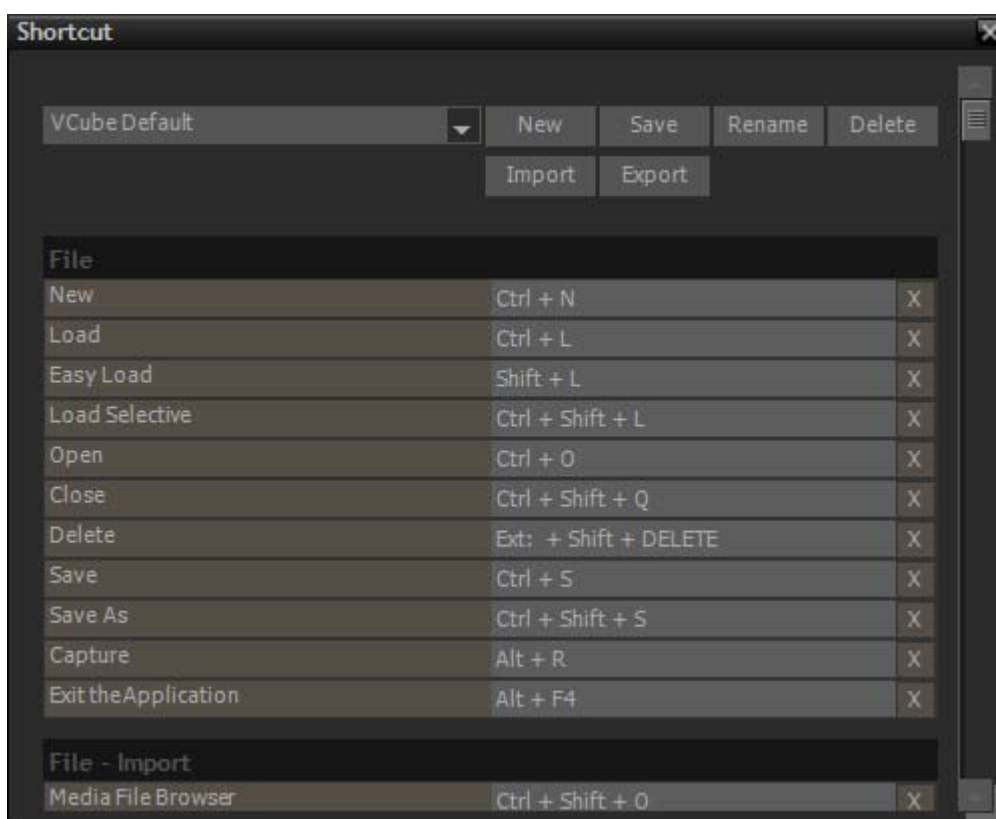 Shortcut
VCube Default New Save Rename Delete
Import Export
File
New Ctrl + N X
Load Ctrl + L X
Easy Load Shift + L X
Load Selective Ctrl + Shift + L X
Open Ctrl + O X
Close Ctrl + Shift + Q X
Delete Ext:  + Shift + DELETE X
Save Ctrl + S X
Save As Ctrl + Shift + S X
Capture Alt + R X
Exit the Application Alt + F4 X
File - Import
Media File Browser Ctrl + Shift + O X